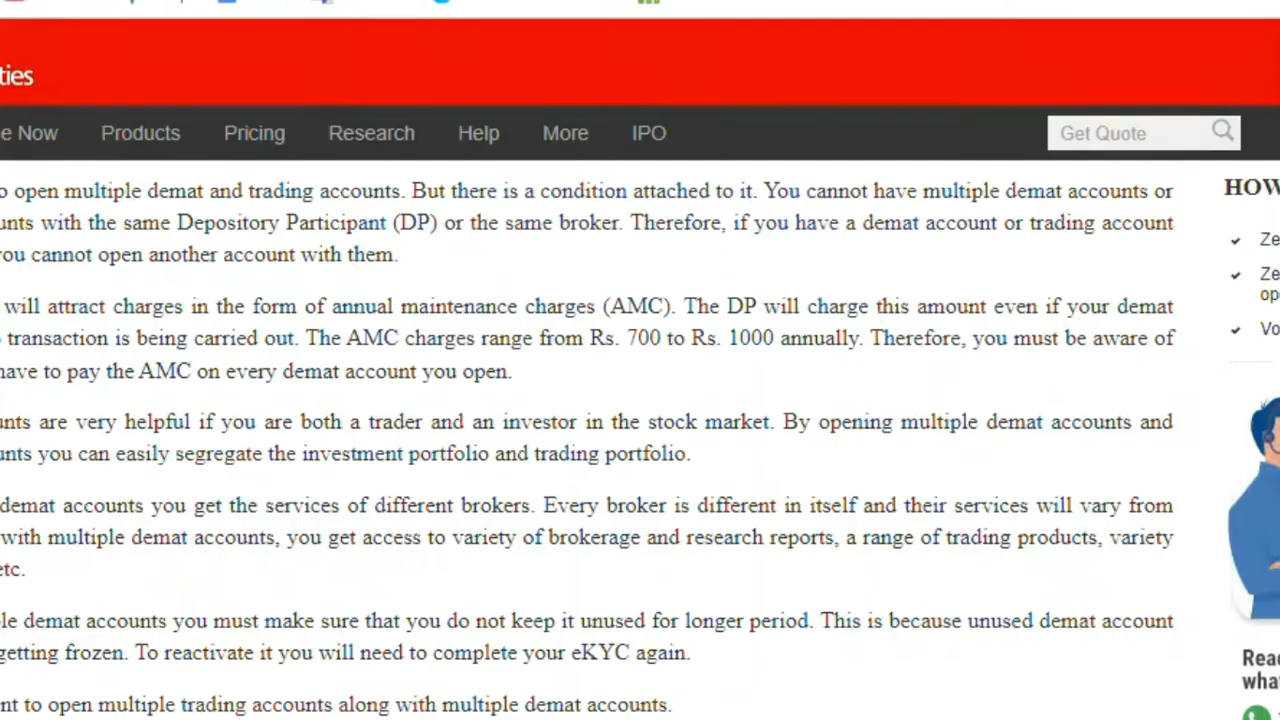 ties
e Now Products Pricing Research Help More IPO Get Quote
o open multiple demat and trading accounts. But there is a condition attached to it. You cannot have multiple demat accounts or
unts with the same Depository Participant (DP) or the same broker. Therefore, if you have a demat account or trading account
ou cannot open another account with them.
will attract charges in the form of annual maintenance charges (AMC). The DP will charge this amount even if your demat
transaction is being carried out. The AMC charges range from Rs. 700 to Rs. 1000 annually. Therefore, you must be aware of
have to pay the AMC on every demat account you open.
unts are very helpful if you are both a trader and an investor in the stock market. By opening multiple demat accounts and
unts you can easily segregate the investment portfolio and trading portfolio.
demat accounts you get the services of different brokers. Every broker is different in itself and their services will vary from
with multiple demat accounts, you get access to variety of brokerage and research reports, a range of trading products, variety
etc.
le demat accounts you must make sure that you do not keep it unused for longer period. This is because unused demat account
getting frozen. To reactivate it you will need to complete your eKYC again.
nt to open multiple trading accounts along with multiple demat accounts.
HOW
Ze
Ze
op
Vo
Read
what